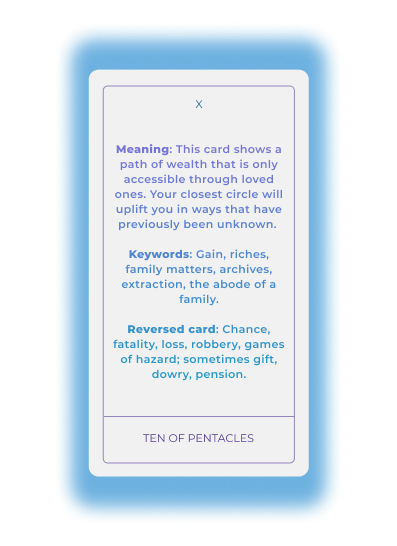 X
Meaning: This card shows a
path of wealth that is only
accessible through loved
ones. Your closest circle will
uplift you in ways that have
previously been unknown.
Keywords: Gain, riches,
family matters, archives,
extraction, the abode of a
family.
Reversed card: Chance,
fatality, loss, robbery, games
of hazard; sometimes gift,
dowry, pension.
TEN OF PENTACLES